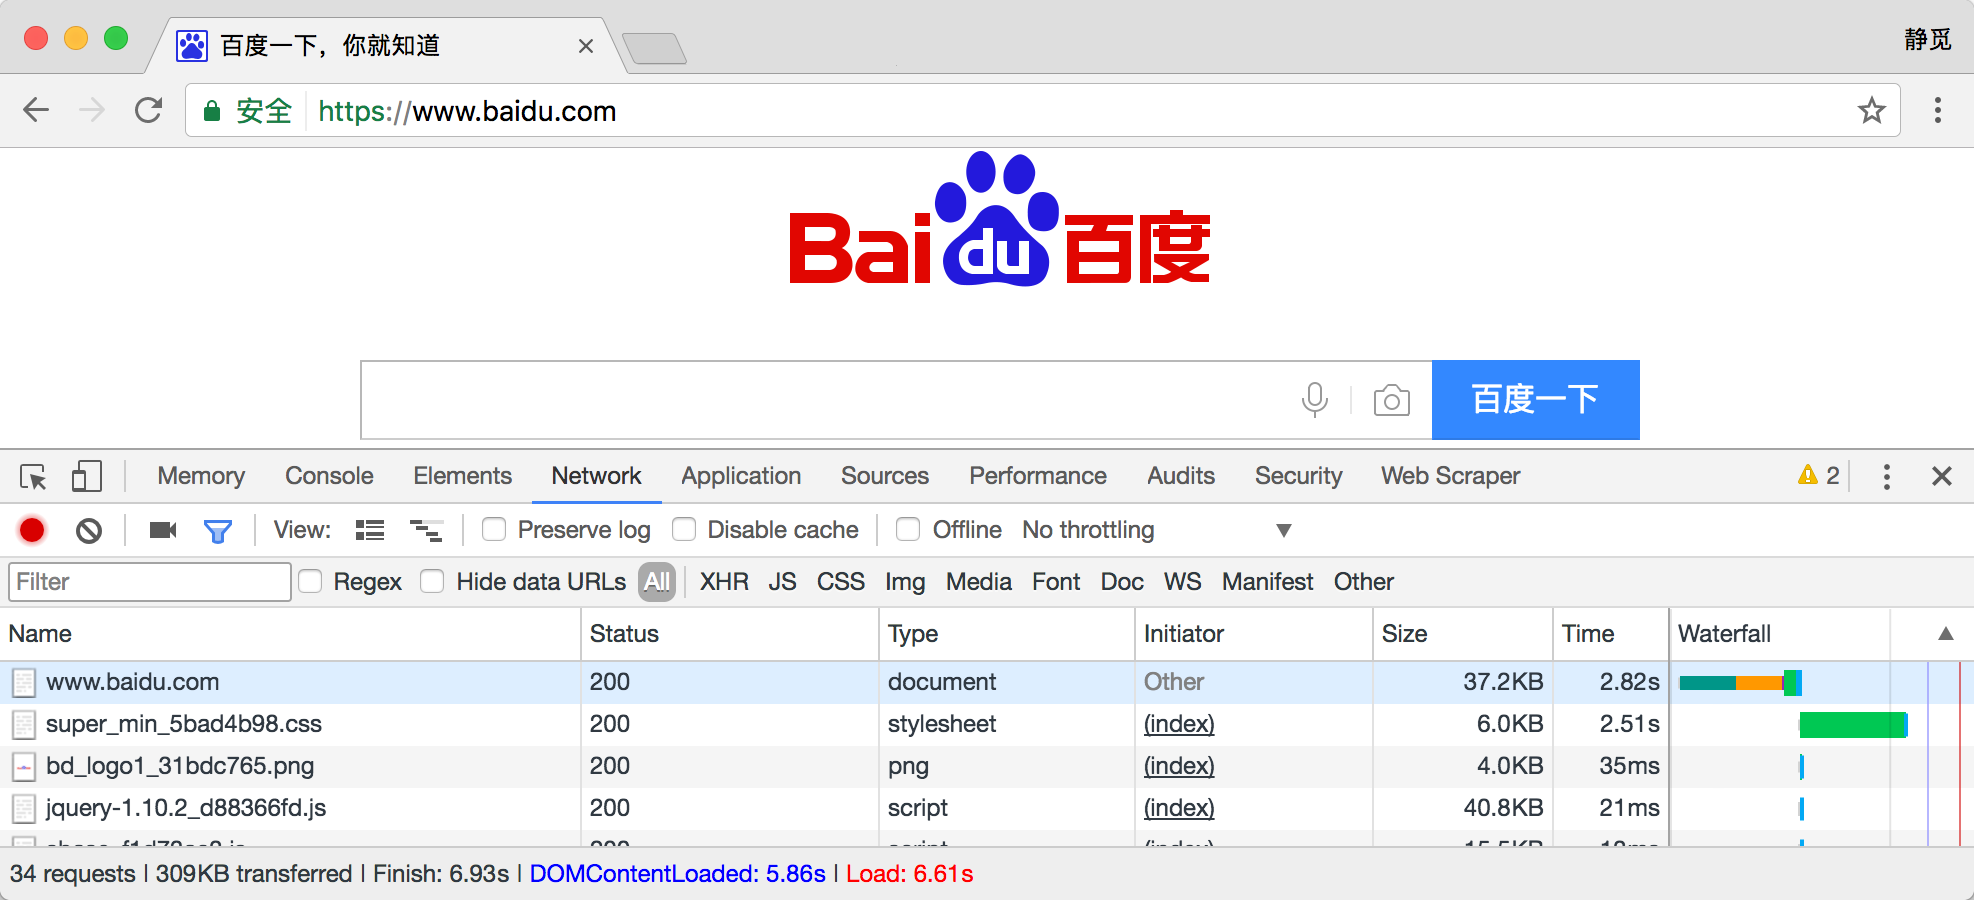 百度一下，你就知道
静觅
安全 https://www.baidu.com
Bai du 百度
百度一下
Memory Console Elements Network Application Sources Performance Audits Security Web Scraper 2
View: Preserve log Disable cache Offline No throttling
Filter Regex Hide data URLs All XHR JS CSS Img Media Font Doc WS Manifest Other
Name Status Type Initiator Size Time Waterfall
www.baidu.com 200 document Other 37.2KB 2.82s
super_min_5bad4b98.css 200 stylesheet (index) 6.0KB 2.51s
bd_logo1_31bdc765.png 200 png (index) 4.0KB 35ms
jquery-1.10.2_d88366fd.js 200 script (index) 40.8KB 21ms
34 requests | 309KB transferred | Finish: 6.93s | DOMContentLoaded: 5.86s | Load: 6.61s